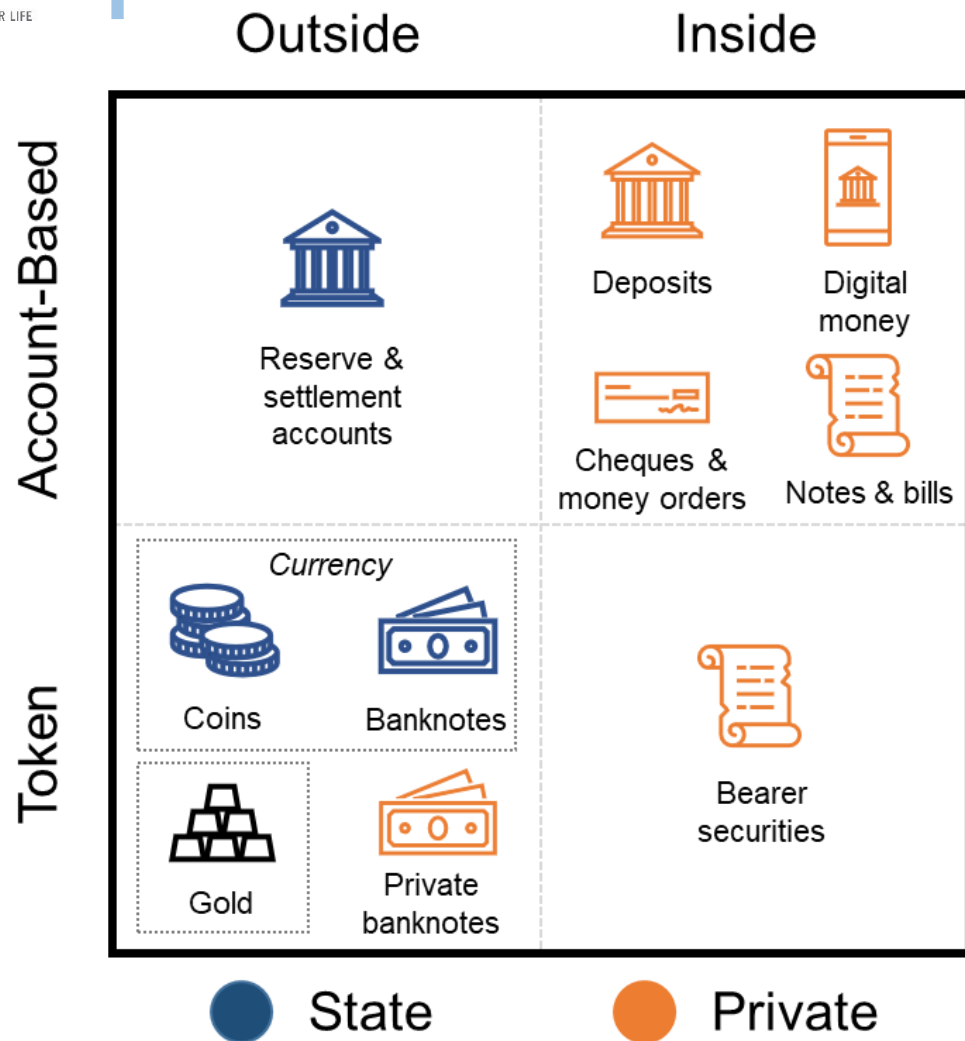 R LIFE
Outside
Inside
Account-Based
Reserve &
settlement
accounts
Deposits
Digital
money
Cheques &
money orders
Notes & bills
Token
Currency
Coins
Banknotes
Gold
Private
banknotes
Bearer
securities
State
Private